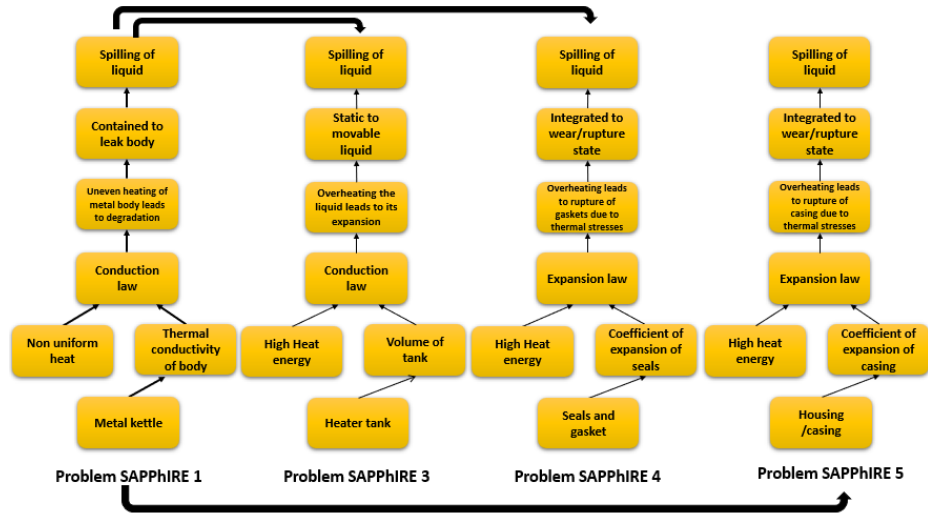 Spilling of
liquid
Contained to
leak body
Uneven heating of
metal body leads
to degradation
Conduction
law
Non uniform
heat
Thermal
conductivity
of body
Metal kettle
Problem SAPPhIRE 1
Spilling of
liquid
Static to
movable
liquid
Overheating the
liquid leads to its
expansion
Conduction
law
High Heat
energy
Volume of
tank
Heater tank
Problem SAPPhIRE 3
Spilling of
liquid
Integrated to
wear/rupture
state
Overheating leads
to rupture of
gaskets due to
thermal stresses
Expansion law
High Heat
energy
Coefficient of
expansion of
seals
Seals and
gasket
Problem SAPPhIRE 4
Spilling of
liquid
Integrated to
wear/rupture
state
Overheating leads
to rupture of
casing due to
thermal stresses
Expansion law
High heat
energy
Coefficient of
expansion of
casing
Housing
/casing
Problem SAPPhIRE 5